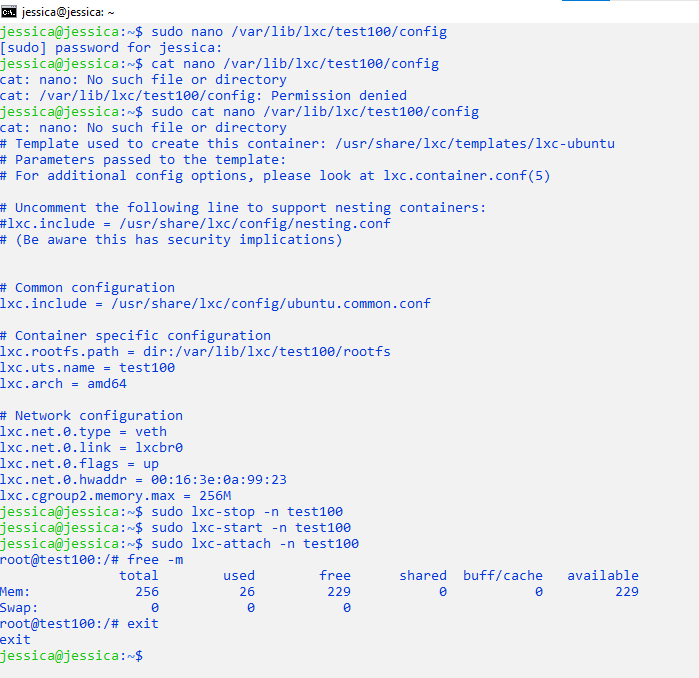 jessica@jessica: ~
jessica@jessica:~$ sudo nano /var/lib/lxc/test100/config
[sudo] password for jessica:
jessica@jessica:~$ cat nano /var/lib/lxc/test100/config
cat: nano: No such file or directory
cat: /var/lib/lxc/test100/config: Permission denied
jessica@jessica:~$ sudo cat nano /var/lib/lxc/test100/config
cat: nano: No such file or directory
# Template used to create this container: /usr/share/lxc/templates/lxc-ubuntu
# Parameters passed to the template:
# For additional config options, please look at lxc.container.conf(5)
# Uncomment the following line to support nesting containers:
#lxc.include = /usr/share/lxc/config/nesting.conf
# (Be aware this has security implications)
# Common configuration
lxc.include = /usr/share/lxc/config/ubuntu.common.conf
# Container specific configuration
lxc.rootfs.path = dir:/var/lib/lxc/test100/rootfs
lxc.uts.name = test100
lxc.arch = amd64
# Network configuration
lxc.net.0.type = veth
lxc.net.0.link = lxcbr0
lxc.net.0.flags = up
lxc.net.0.hwaddr = 00:16:3e:0a:99:23
lxc.cgroup2.memory.max = 256M
jessica@jessica:~$ sudo lxc-stop -n test100
jessica@jessica:~$ sudo lxc-start -n test100
jessica@jessica:~$ sudo lxc-attach -n test100
root@test100:/# free -m
total used free shared buff/cache available
Mem: 256 26 229 0 0 229
Swap: 0 0 0
root@test100:/# exit
exit
jessica@jessica:~$